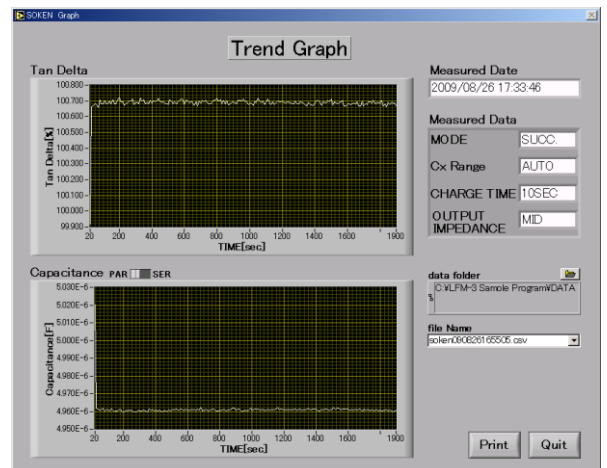 SOKEN Graph
Trend Graph
Tan Delta
Tan Delta[%]
100.800
100.700
100.600
100.500
100.400
100.300
100.200
100.100
100.000
99.900
20 200 400 600 800 1000 1200 1400 1600 1900
TIME[sec]
Capacitance PAR SER
Capacitance[F]
5.030E-6
5.020E-6
5.010E-6
5.000E-6
4.990E-6
4.980E-6
4.970E-6
4.960E-6
4.950E-6
20 200 400 600 800 1000 1200 1400 1600 1900
TIME[sec]
Measured Date
2009/08/26 17:33:46
Measured Data
MODE SUCC.
Cx Range AUTO
CHARGE TIME 10SEC
OUTPUT
IMPEDANCE MID
data folder
%
C:¥LFM-3 Sample Program¥DATA
file Name
soken090826165505.csv
Print Quit